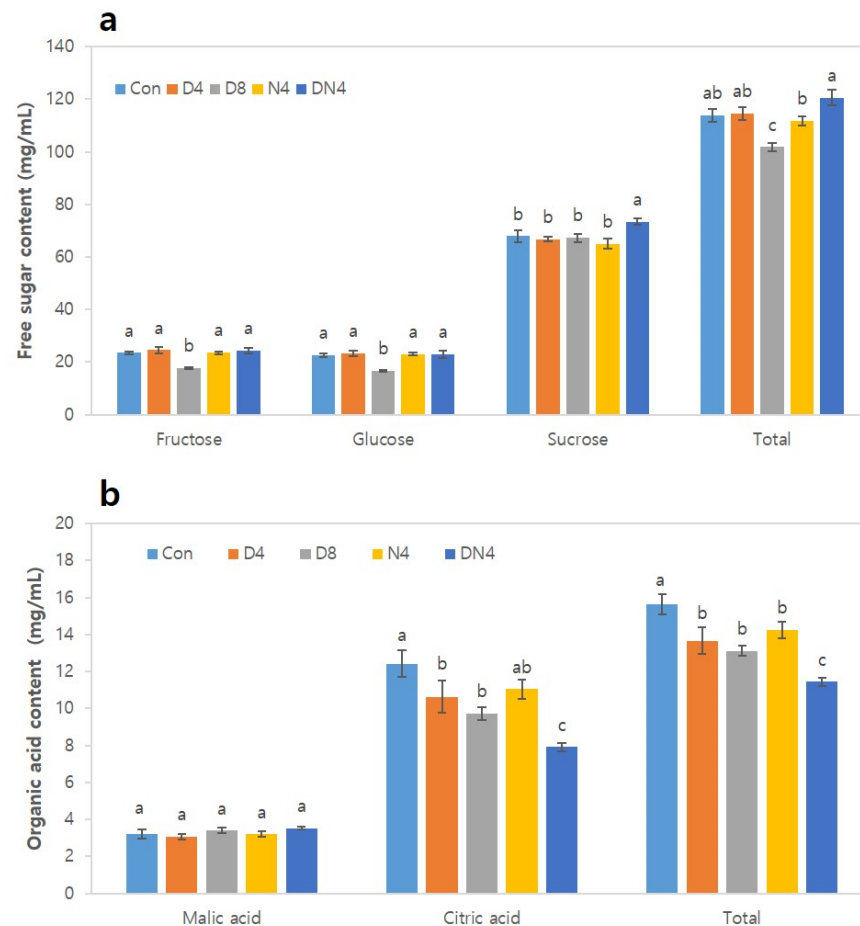 a
140
120
100
80
60
40
20
0
Free sugar content (mg/mL)
Con D4 D8 N4 DN4
a a b a a
a a b a a
b b b b a
ab ab c b a
Fructose Glucose Sucrose Total
b
20
18
16
14
12
10
8
6
4
2
0
Organic acid content (mg/mL)
Con D4 D8 N4 DN4
a a a a a
a b b ab c
a b b b c
Malic acid Citric acid Total